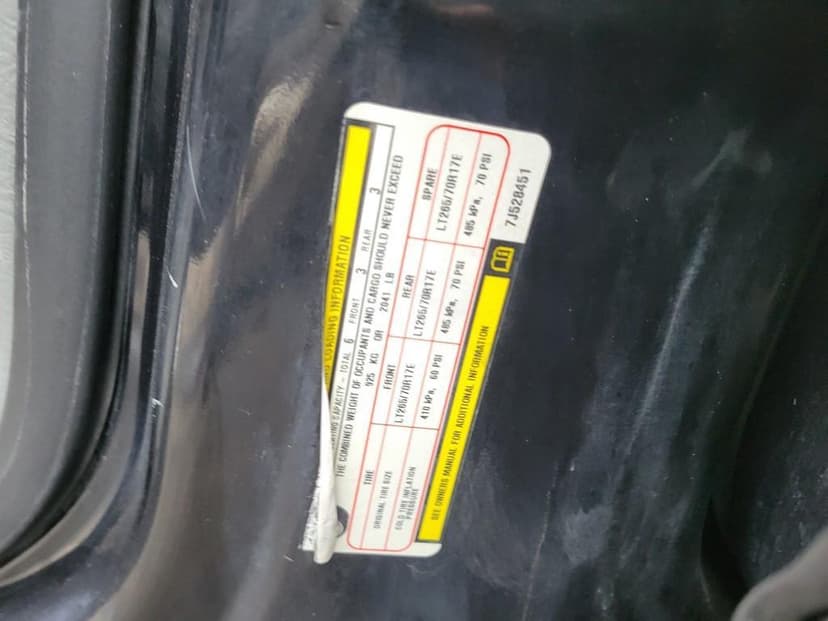 LOADING INFORMATION
CAPACITY - TOTAL 6 FRONT 3 REAR 3
THE COMBINED WEIGHT OF OCCUPANTS AND CARGO SHOULD NEVER EXCEED
925 KG OR 2041 LB
TIRE FRONT REAR SPARE
ORIGINAL TIRE SIZE LT265/70R17E LT265/70R17E LT265/70R17E
COLD TIRE INFLATION PRESSURE 410 kPa, 60 PSI 485 kPa, 70 PSI 485 kPa, 70 PSI
SEE OWNERS MANUAL FOR ADDITIONAL INFORMATION
7J528451